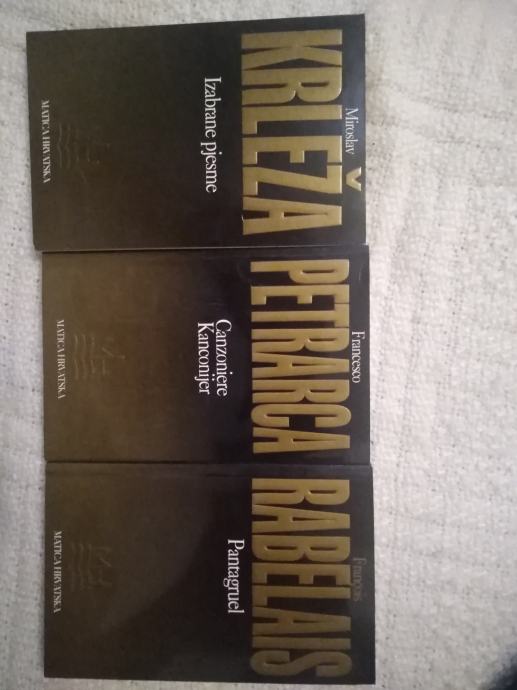 Miroslav
KRLEŽA
Izabrane pjesme
MATICA HRVATSKA
Francesco
PETRARCA
Canzoniere
Kanconijer
MATICA HRVATSKA
François
RABELAIS
Pantagruel
MATICA HRVATSKA